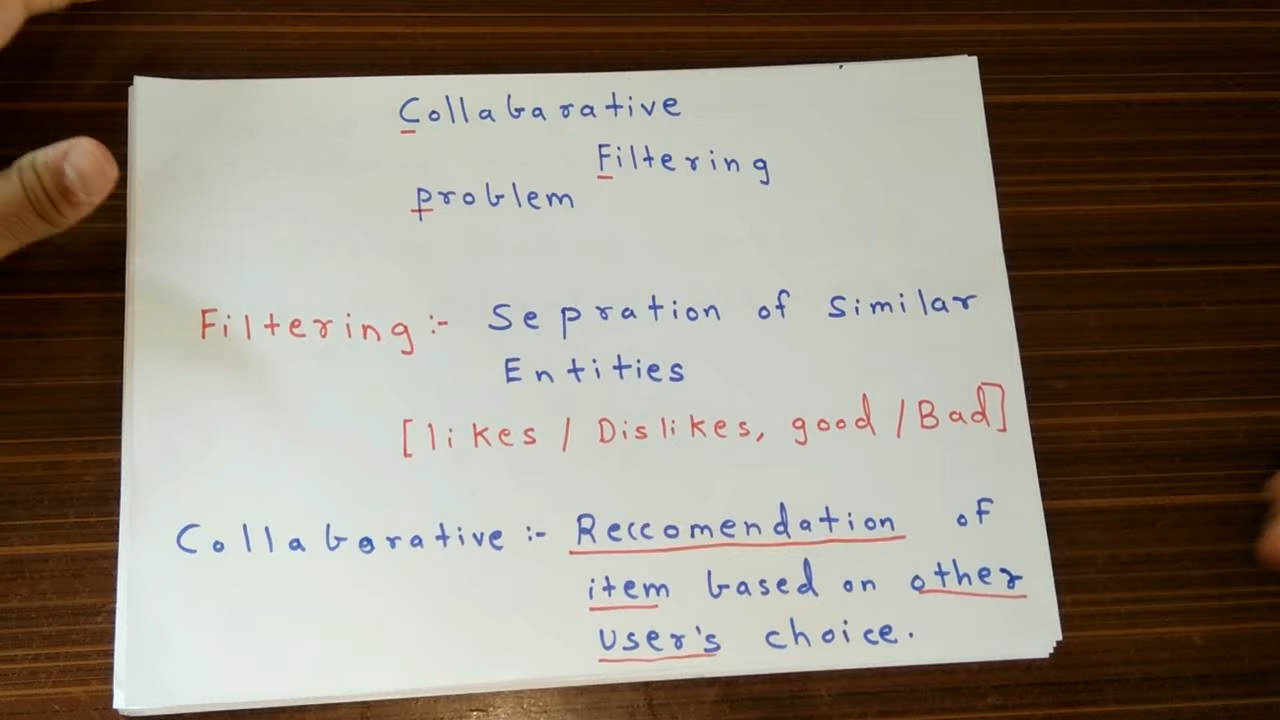 Collabarative
Filtering
problem
Filtering :- Sepration of Similar
Entities
[likes / Dislikes, good / Bad]
Collaborative :- Reccomendation of
item based on other
user's choice.